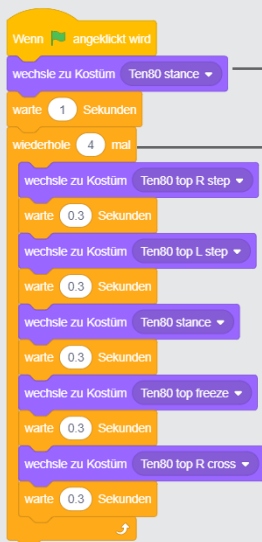 Wenn angeklickt wird
wechsle zu Kostüm Ten80 stance
warte 1 Sekunden
wiederhole 4 mal
wechsle zu Kostüm Ten80 top R step
warte 0.3 Sekunden
wechsle zu Kostüm Ten80 top L step
warte 0.3 Sekunden
wechsle zu Kostüm Ten80 stance
warte 0.3 Sekunden
wechsle zu Kostüm Ten80 top freeze
warte 0.3 Sekunden
wechsle zu Kostüm Ten80 top R cross
warte 0.3 Sekunden